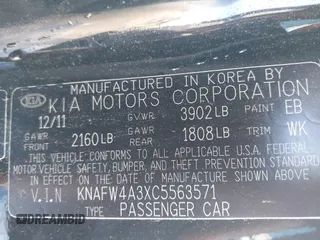 MANUFACTURED IN KOREA BY
KIA KIA MOTORS CORPORATION
12/11 GVWR 3902LB PAINT EB
GAWR FRONT 2160LB GAWR REAR 1808LB TRIM WK
THIS VEHICLE CONFORMS TO ALL APPLICABLE U.S. FEDERAL
MOTOR VEHICLE SAFETY, BUMPER, AND THEFT PREVENTION
STANDARDS IN EFFECT ON THE DATE OF MANUFACTURE SHOWN ABOVE.
V.I.N KNAFW4A3XC5563571
TYPE PASSENGER CAR
DREAMBID